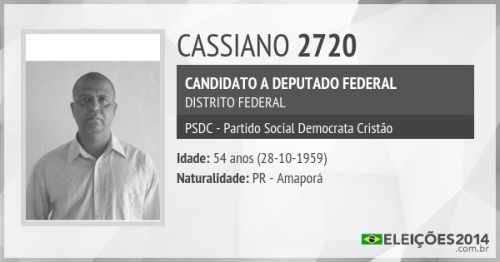 CASSIANO 2720
CANDIDATO A DEPUTADO FEDERAL
DISTRITO FEDERAL
PSDC - Partido Social Democrata Cristão
Idade: 54 anos (28-10-1959)
Naturalidade: PR - Amaporá
ELEIÇÕES2014
.com.br